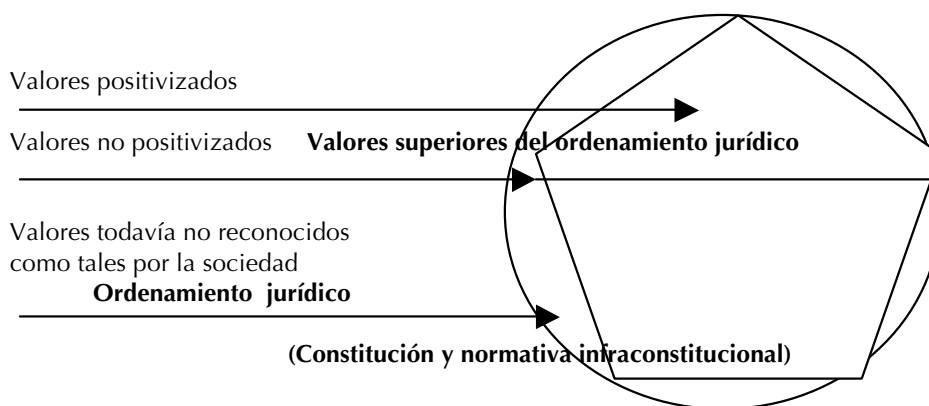 Valores positivizados
Valores no positivizados Valores superiores del ordenamiento jurídico
Valores todavía no reconocidos
como tales por la sociedad
Ordenamiento jurídico
(Constitución y normativa infraconstitucional)